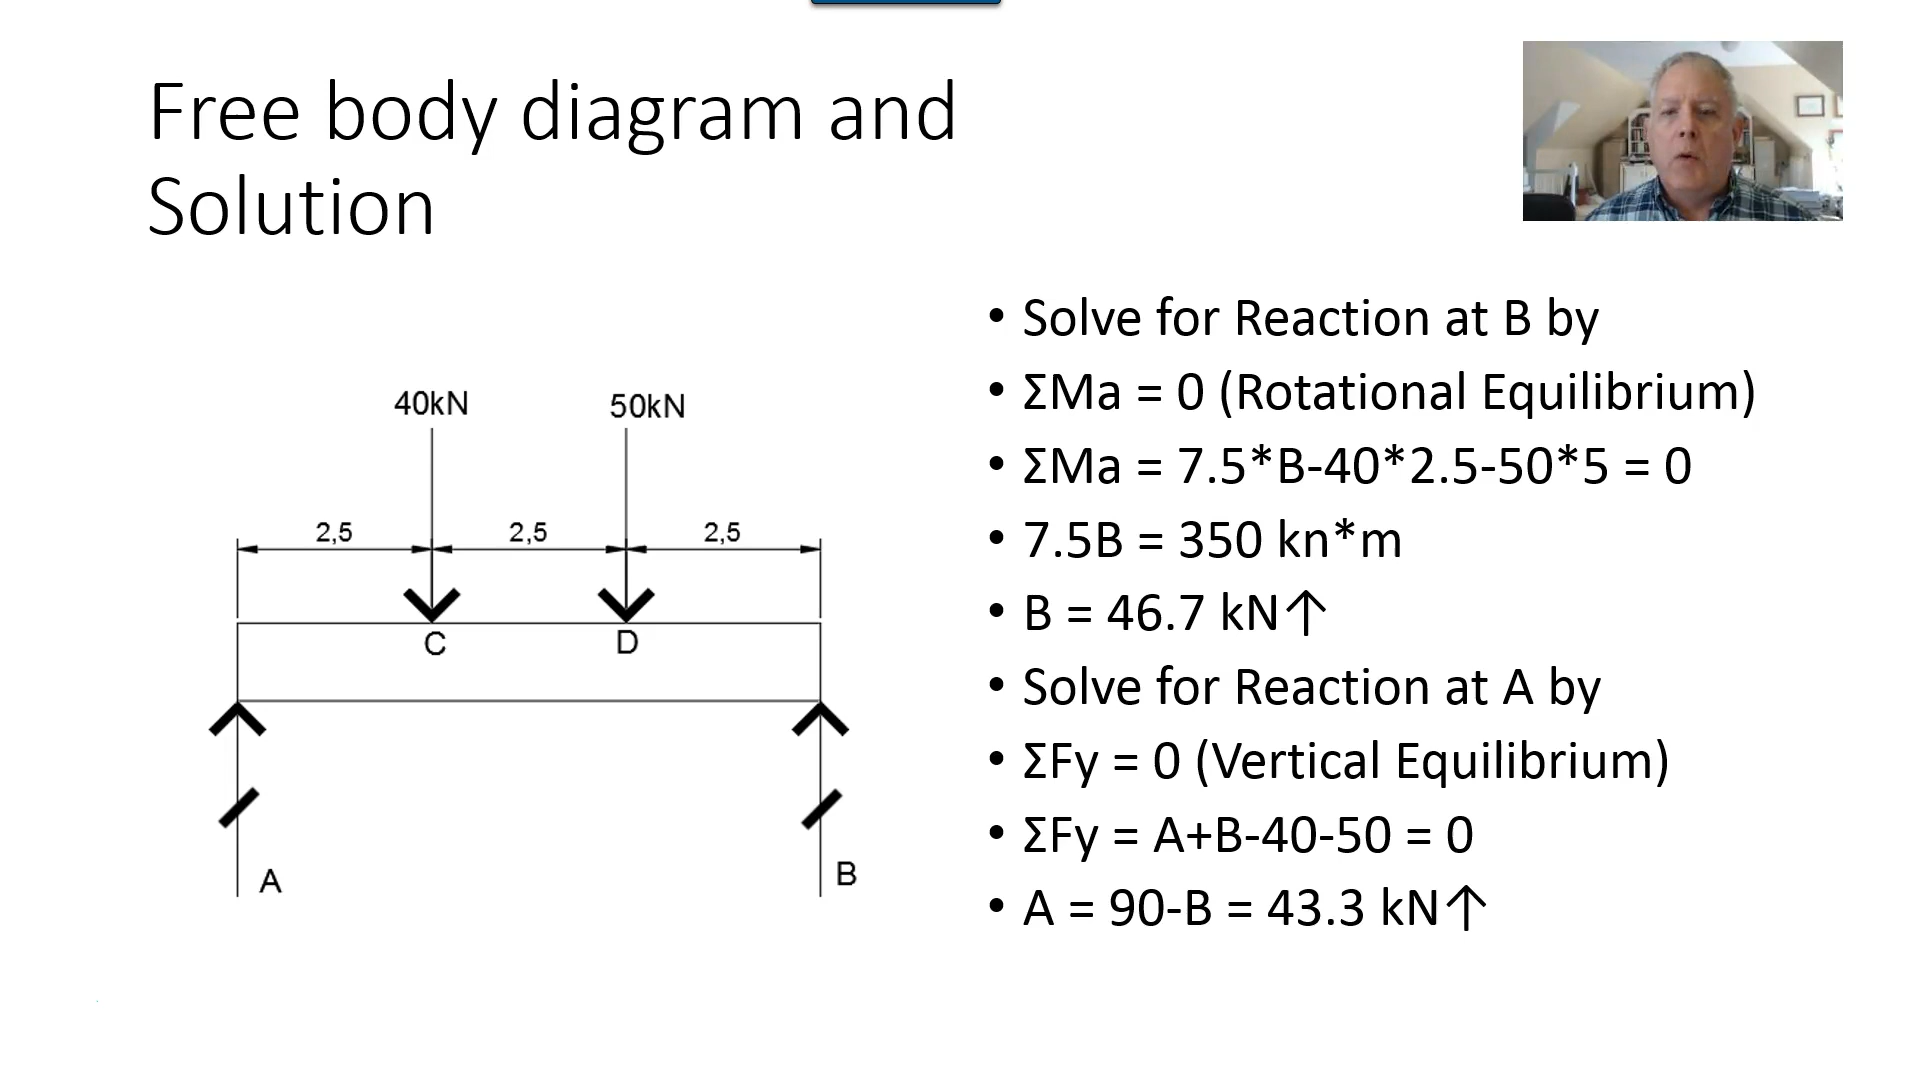 Free body diagram and
Solution
40kN
50kN
2,5
2,5
2,5
C
D
A
B
• Solve for Reaction at B by
• ΣMa = 0 (Rotational Equilibrium)
• ΣMa = 7.5*B-40*2.5-50*5 = 0
• 7.5B = 350 kn*m
• B = 46.7 kN↑
• Solve for Reaction at A by
• ΣFy = 0 (Vertical Equilibrium)
• ΣFy = A+B-40-50 = 0
• A = 90-B = 43.3 kN↑